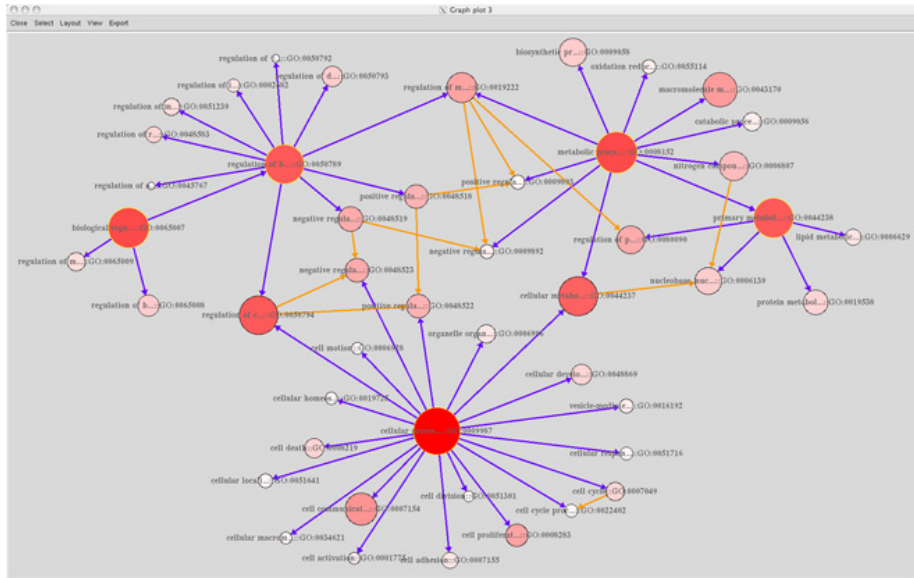 Graph plot 3
Close Select Layout View Export
biosynthetic pr...::GO:0009058
oxidation reduc...::GO:0055114
macromolecule m...::GO:0043170
catabolic proce...::GO:0009056
nitrogen compou...::GO:0006807
metabolic proce...::GO:0008152
regulation of m...::GO:0019222
regulation of GO:0050792
regulation of d...::GO:0050793
regulation of i...::GO:0002682
regulation of m...::GO:0051239
regulation of r...::GO:0048583
regulation of b...::GO:0050789
regulation of GO:0045767
biological regu...::GO:0065007
regulation of m...::GO:0065009
regulation of b...::GO:0065008
positive regula...::GO:0009893
positive regula...::GO:0048518
negative regula...::GO:0048519
negative regula...::GO:0009892
negative regula...::GO:0048523
positive regula...::GO:0048522
regulation of c...::GO:0050794
regulation of p...::GO:0080090
primary metabol...::GO:0044238
lipid metabolic...::GO:0006629
nucleobase, nuc...::GO:0006139
protein metabol...::GO:0019538
cellular metabo...::GO:0044237
organelle organ...::GO:0006996
cell motion::GO:0006928
cellular develo...::GO:0048869
cellular homeos...::GO:0019725
vesicle-mediate...::GO:0016192
cellular proces...::GO:0009987
cell death::GO:0008219
cellular respon...::GO:0051716
cellular locali...::GO:0051641
cell cycle::GO:0007049
cell division::GO:0051301
cell cycle proc...::GO:0022402
cell communicat...::GO:0007154
cellular macrom...::GO:0034621
cell proliferat...::GO:0008283
cell activation::GO:0001775
cell adhesion::GO:0007155